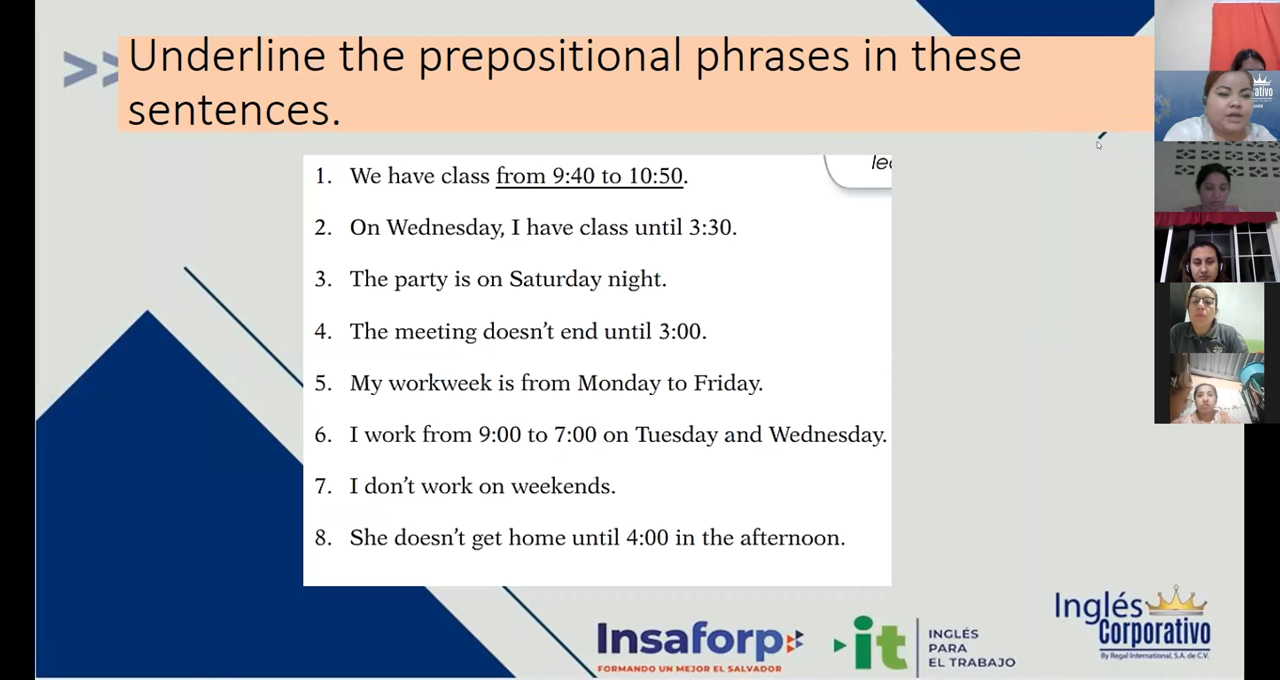 >> Underline the prepositional phrases in these
sentences.
1. We have class from 9:40 to 10:50.
2. On Wednesday, I have class until 3:30.
3. The party is on Saturday night.
4. The meeting doesn't end until 3:00.
5. My workweek is from Monday to Friday.
6. I work from 9:00 to 7:00 on Tuesday and Wednesday.
7. I don't work on weekends.
8. She doesn't get home until 4:00 in the afternoon.
Insaforp
FORMANDO UN MEJOR EL SALVADOR
it
INGLÉS
PARA
EL TRABAJO
Inglés
Corporativo
By Regal International, S.A. de C.V.